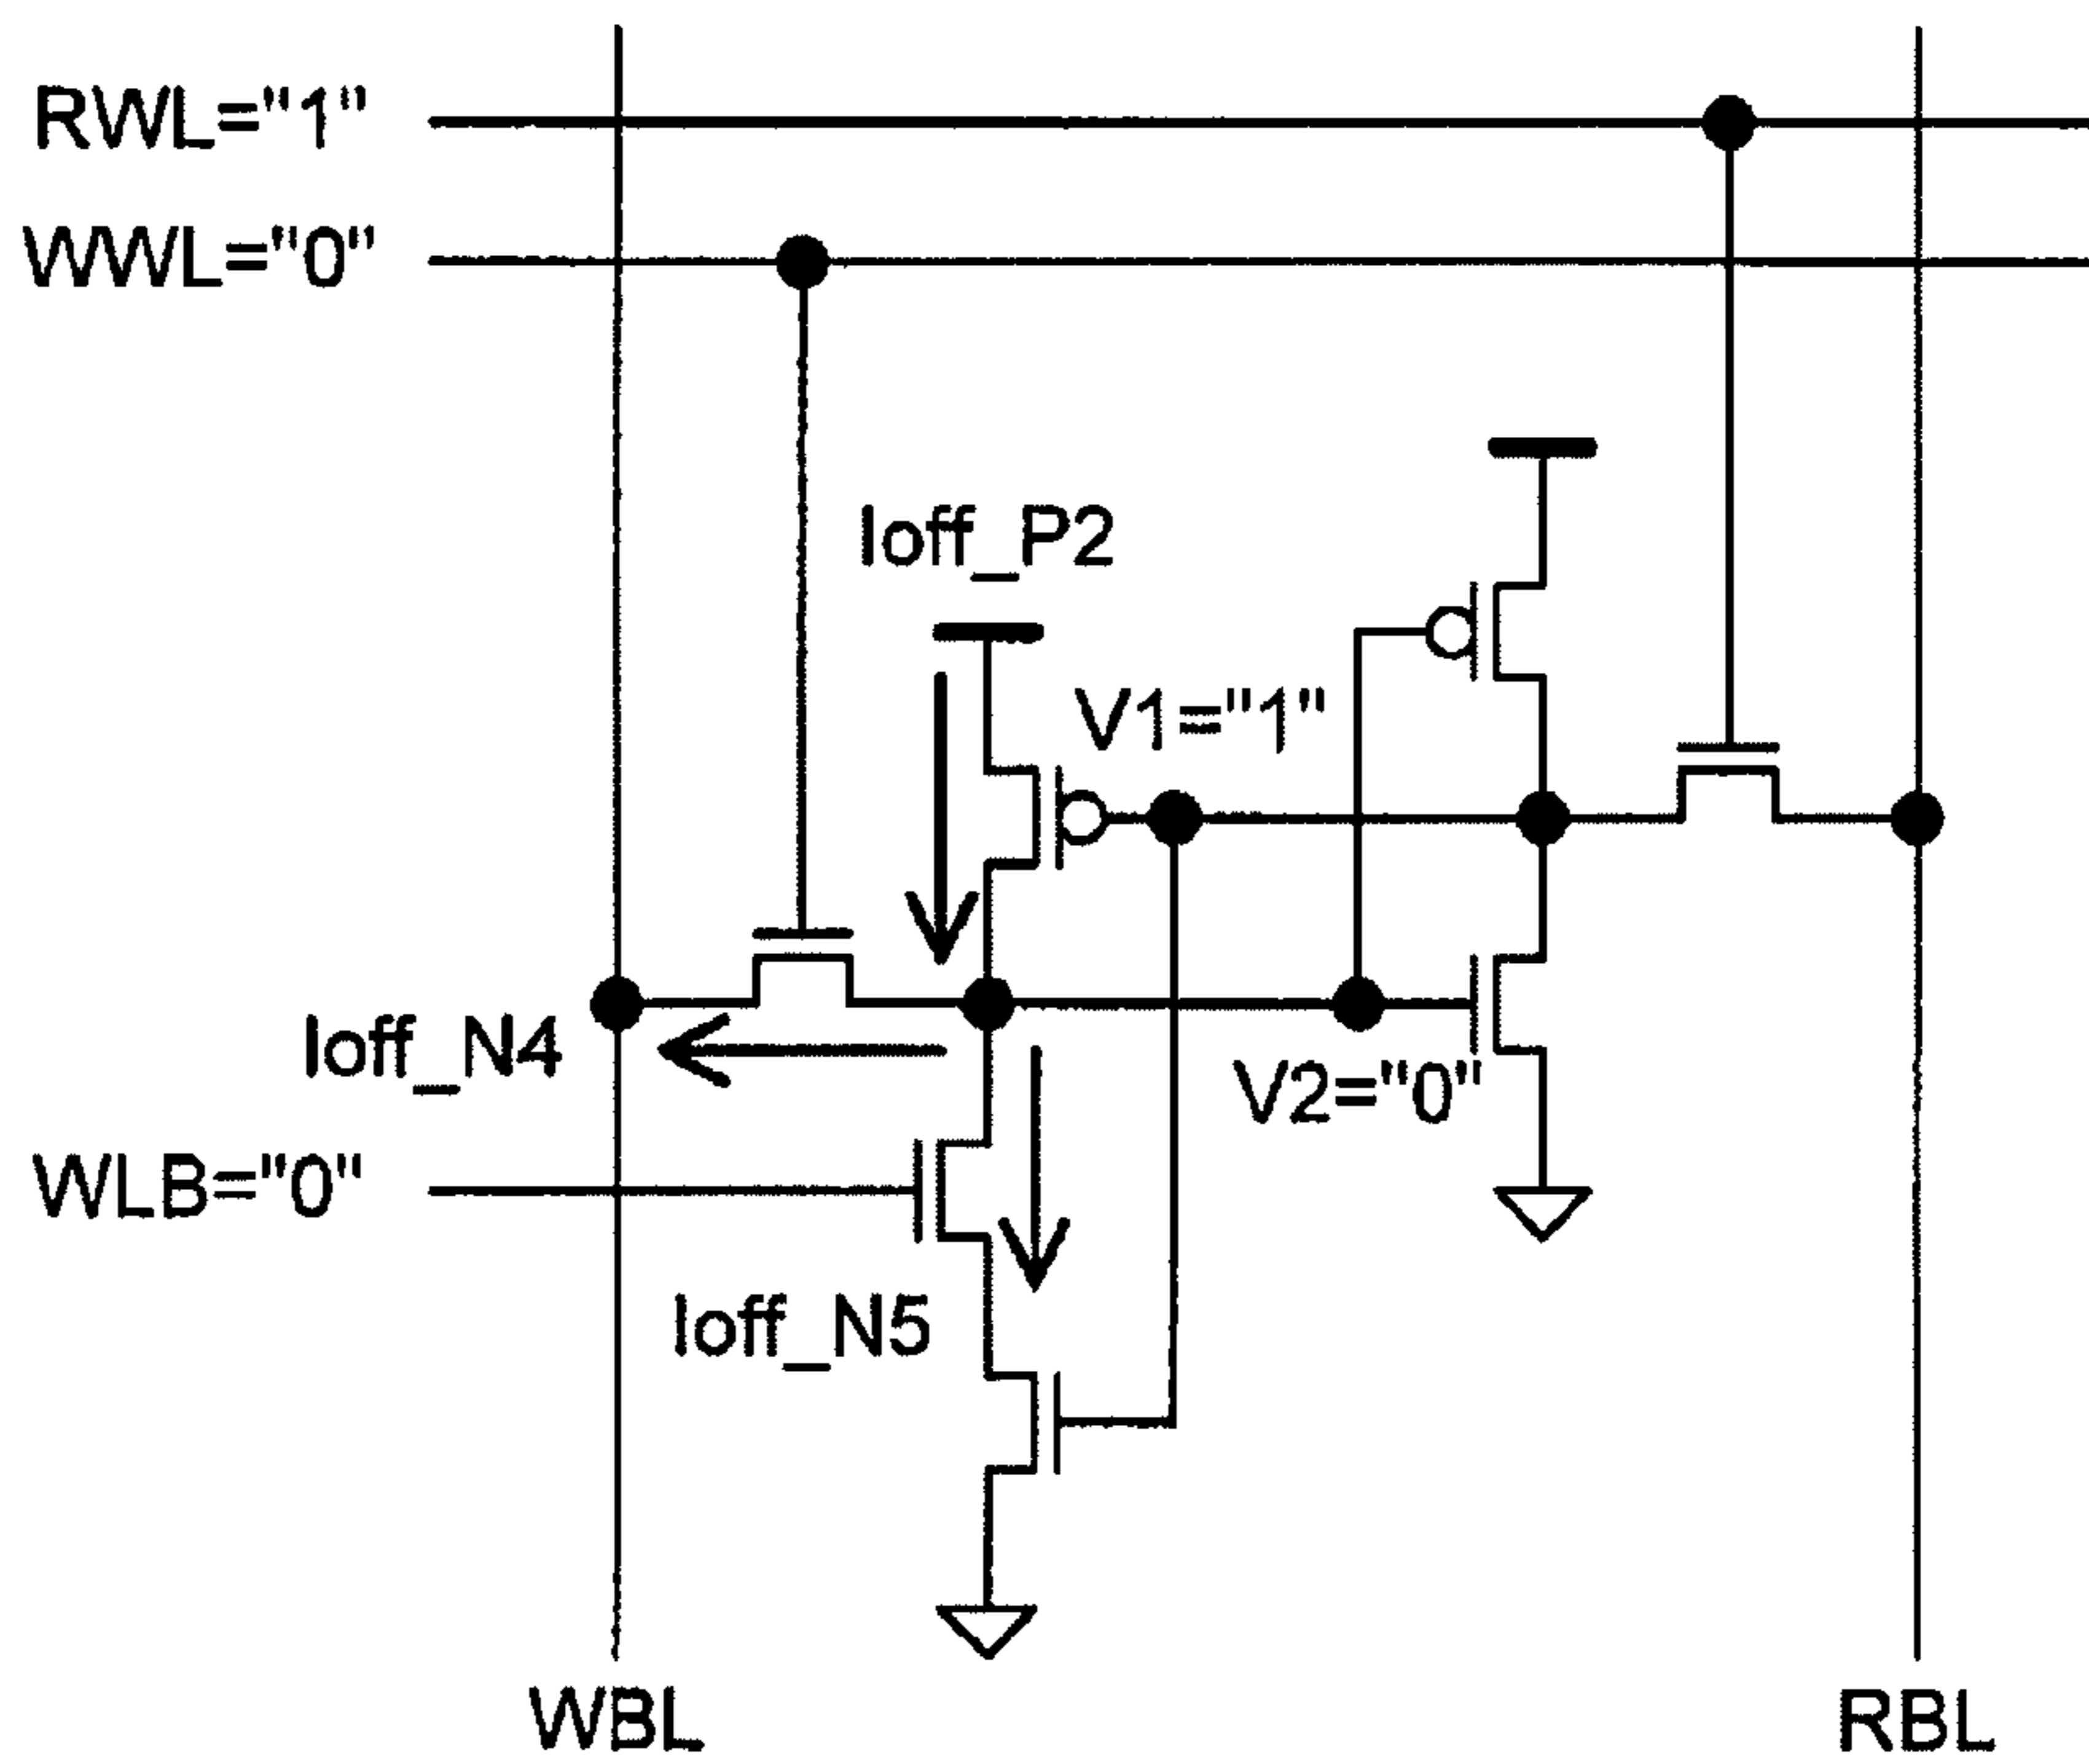 RWL="1"
WWL="0"
Ioff_P2
V1="1"
Ioff_N4
V2="0"
WLB="0"
Ioff_N5
WBL
RBL